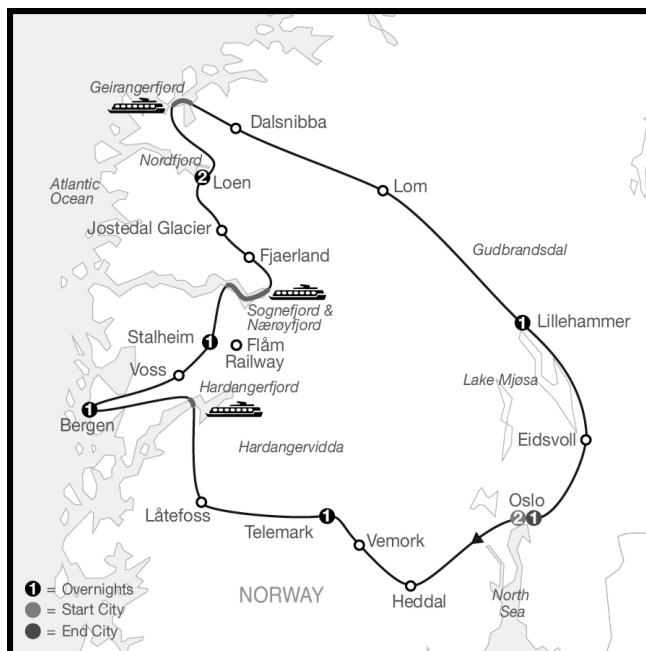 Geirangerfjord
Dalsnibba
Nordfjord
2
Loen
Lom
Atlantic
Ocean
Jostedal Glacier
Gudbrandsdal
Fjaerland
Sognefjord &
Nærøyfjord
1
Lillehammer
Stalheim
1
Flåm
Railway
Voss
Hardangerfjord
Lake Mjøsa
1
Bergen
Hardangervidda
Eidsvoll
Oslo
2 1
Låtefoss
Telemark
1
Vemork
Heddal
North
Sea
NORWAY
1 = Overnights
= Start City
= End City